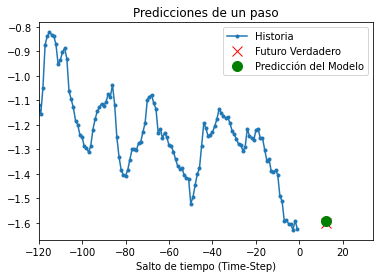 Predicciones de un paso
Historia
Futuro Verdadero
Predicción del Modelo
−0.8
−0.9
−1.0
−1.1
−1.2
−1.3
−1.4
−1.5
−1.6
−120 −100 −80 −60 −40 −20 0 20
Salto de tiempo (Time-Step)